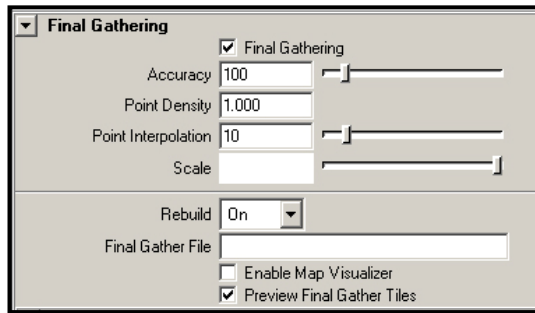 Final Gathering
Final Gathering
Accuracy 100
Point Density 1.000
Point Interpolation 10
Scale
Rebuild On
Final Gather File
Enable Map Visualizer
Preview Final Gather Tiles